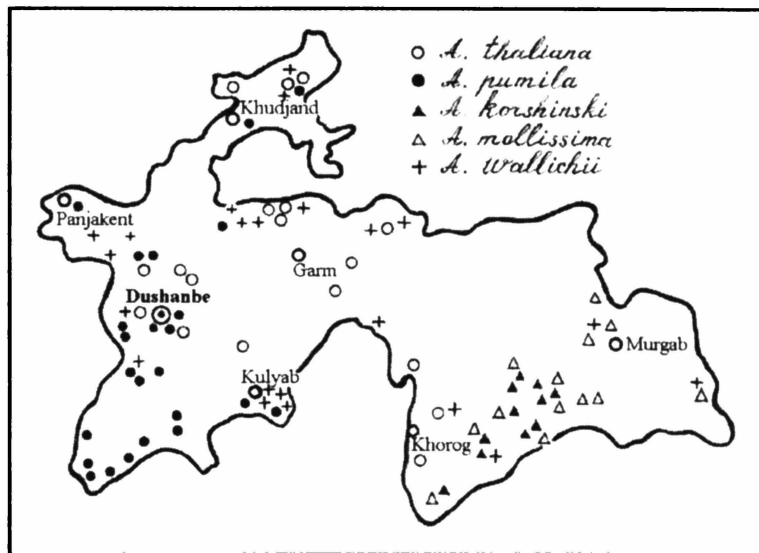 A. thaliana
A. pumila
A. korshinski
A. mollissima
A. wallichii
Khudjand
Panjakent
Garm
Dushanbe
Murgab
Kulyab
Khorog